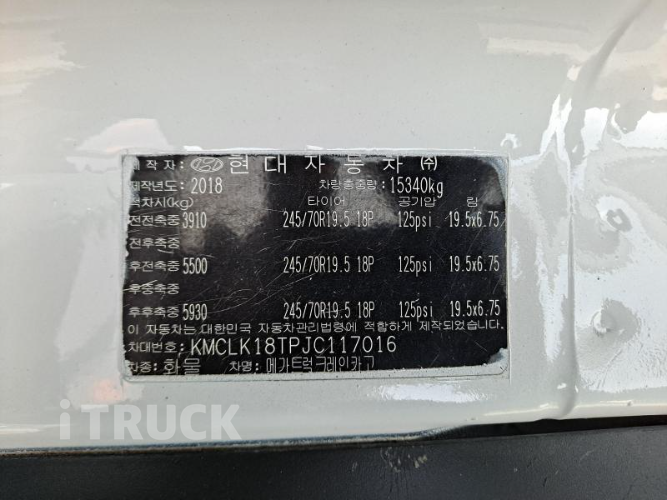 제작자: 현대자동차 ㈜
제작년도: 2018 차량총중량: 15340kg
적차시(kg) 타이어 공기압 림
전전축중 3910 245/70R19.5 18P 125psi 19.5x6.75
전후축중
후전축중 5500 245/70R19.5 18P 125psi 19.5x6.75
후중축중
후후축중 5930 245/70R19.5 18P 125psi 19.5x6.75
이 자동차는 대한민국 자동차관리법령에 적합하게 제작되었습니다.
차대번호: KMCLK18TPJC117016
차종: 화물 차명: 메가트럭크레인카고
iTRUCK